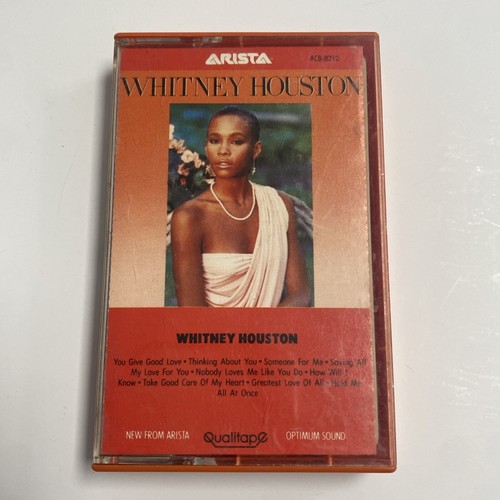 ARISTA
AC8-8212
WHITNEY HOUSTON
WHITNEY HOUSTON
You Give Good Love • Thinking About You • Someone For Me • Saving All
My Love For You • Nobody Loves Me Like You Do • How Will I
Know • Take Good Care Of My Heart • Greatest Love Of All • Hold Me
All At Once
NEW FROM ARISTA
Qualitape
OPTIMUM SOUND